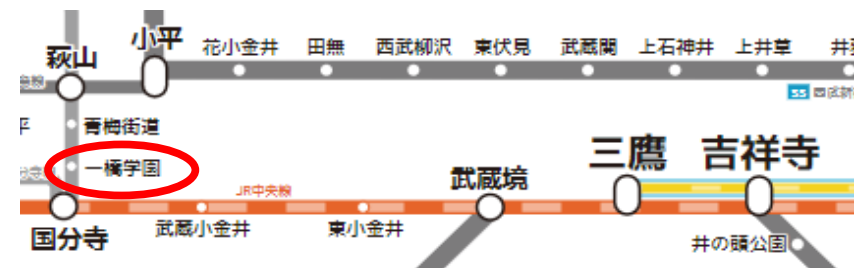 萩山
小平
花小金井
田無
西武柳沢
東伏見
武蔵関
上石神井
上井草
SS
青梅街道
一橋学園
JR中央線
三鷹
吉祥寺
武蔵境
国分寺
武蔵小金井
東小金井
井の頭公園